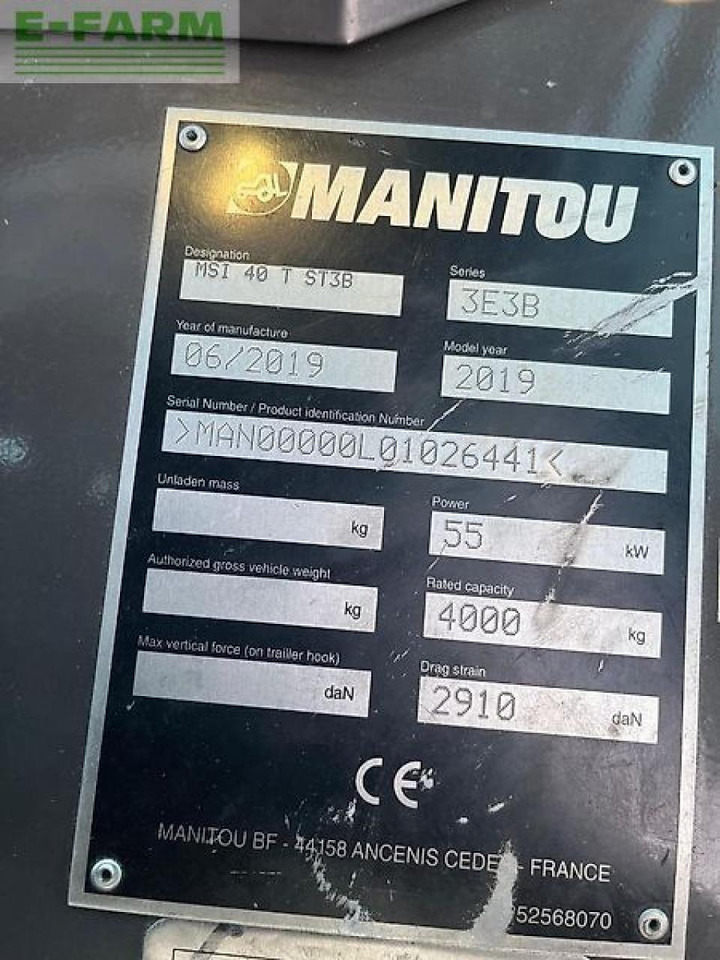 E-FARM
MANITOU
Designation
MSI 40 T ST3B
Series
3E3B
Year of manufacture
06/2019
Model year
2019
Serial Number / Product identification Number
>MAN00000L01026441<
Unladen mass
kg
Power
55 kW
Authorized gross vehicle weight
kg
Rated capacity
4000 kg
Max vertical force (on trailler hook)
daN
Drag strain
2910 daN
CE
MANITOU BF - 44158 ANCENIS CEDEX - FRANCE
52568070